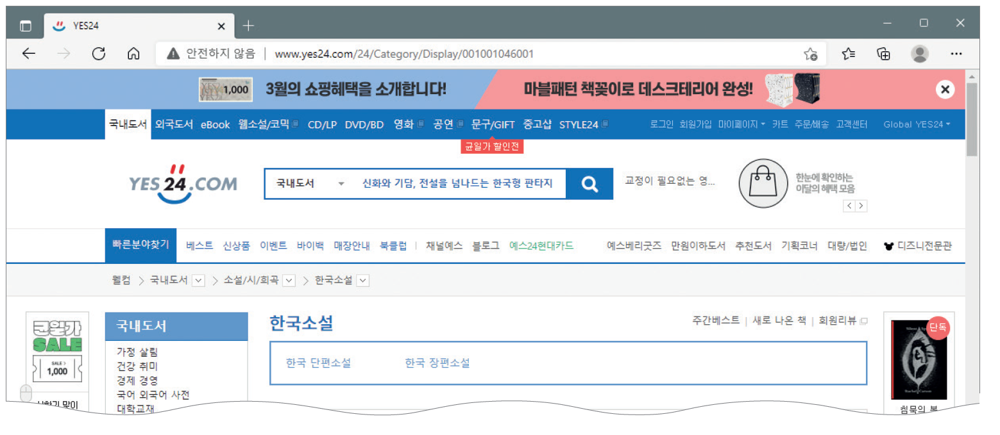 YES24
안전하지 않음 | www.yes24.com/24/Category/Display/001001046001
1,000 3월의 쇼핑혜택을 소개합니다! 마블패턴 책꽂이로 데스크테리어 완성!
국내도서 외국도서 eBook 웹소설/코믹 CD/LP DVD/BD 영화 공연 문구/GIFT 중고샵 STYLE24 로그인 회원가입 마이페이지 카트 주문/배송 고객센터 Global YES24
균일가 할인전
YES24.COM 국내도서 신화와 기담, 전설을 넘나드는 한국형 판타지 교정이 필요없는 영... 한눈에 확인하는
이달의 혜택 모음
빠른분야찾기 베스트 신상품 이벤트 바이백 매장안내 북클럽 | 채널예스 블로그 예스24현대카드 예스베리굿즈 만원이하도서 추천도서 기획코너 대량/법인 디즈니전문관
웰컴 > 국내도서 > 소설/시/희곡 > 한국소설
균일가
SALE
SALE >
1,000
국내도서
가정 살림
건강 취미
경제 경영
국어 외국어 사전
대학교재
한국소설 주간베스트 | 새로 나온 책 | 회원리뷰
한국 단편소설 한국 장편소설
단독
Rachel Carson
침묵의 봄